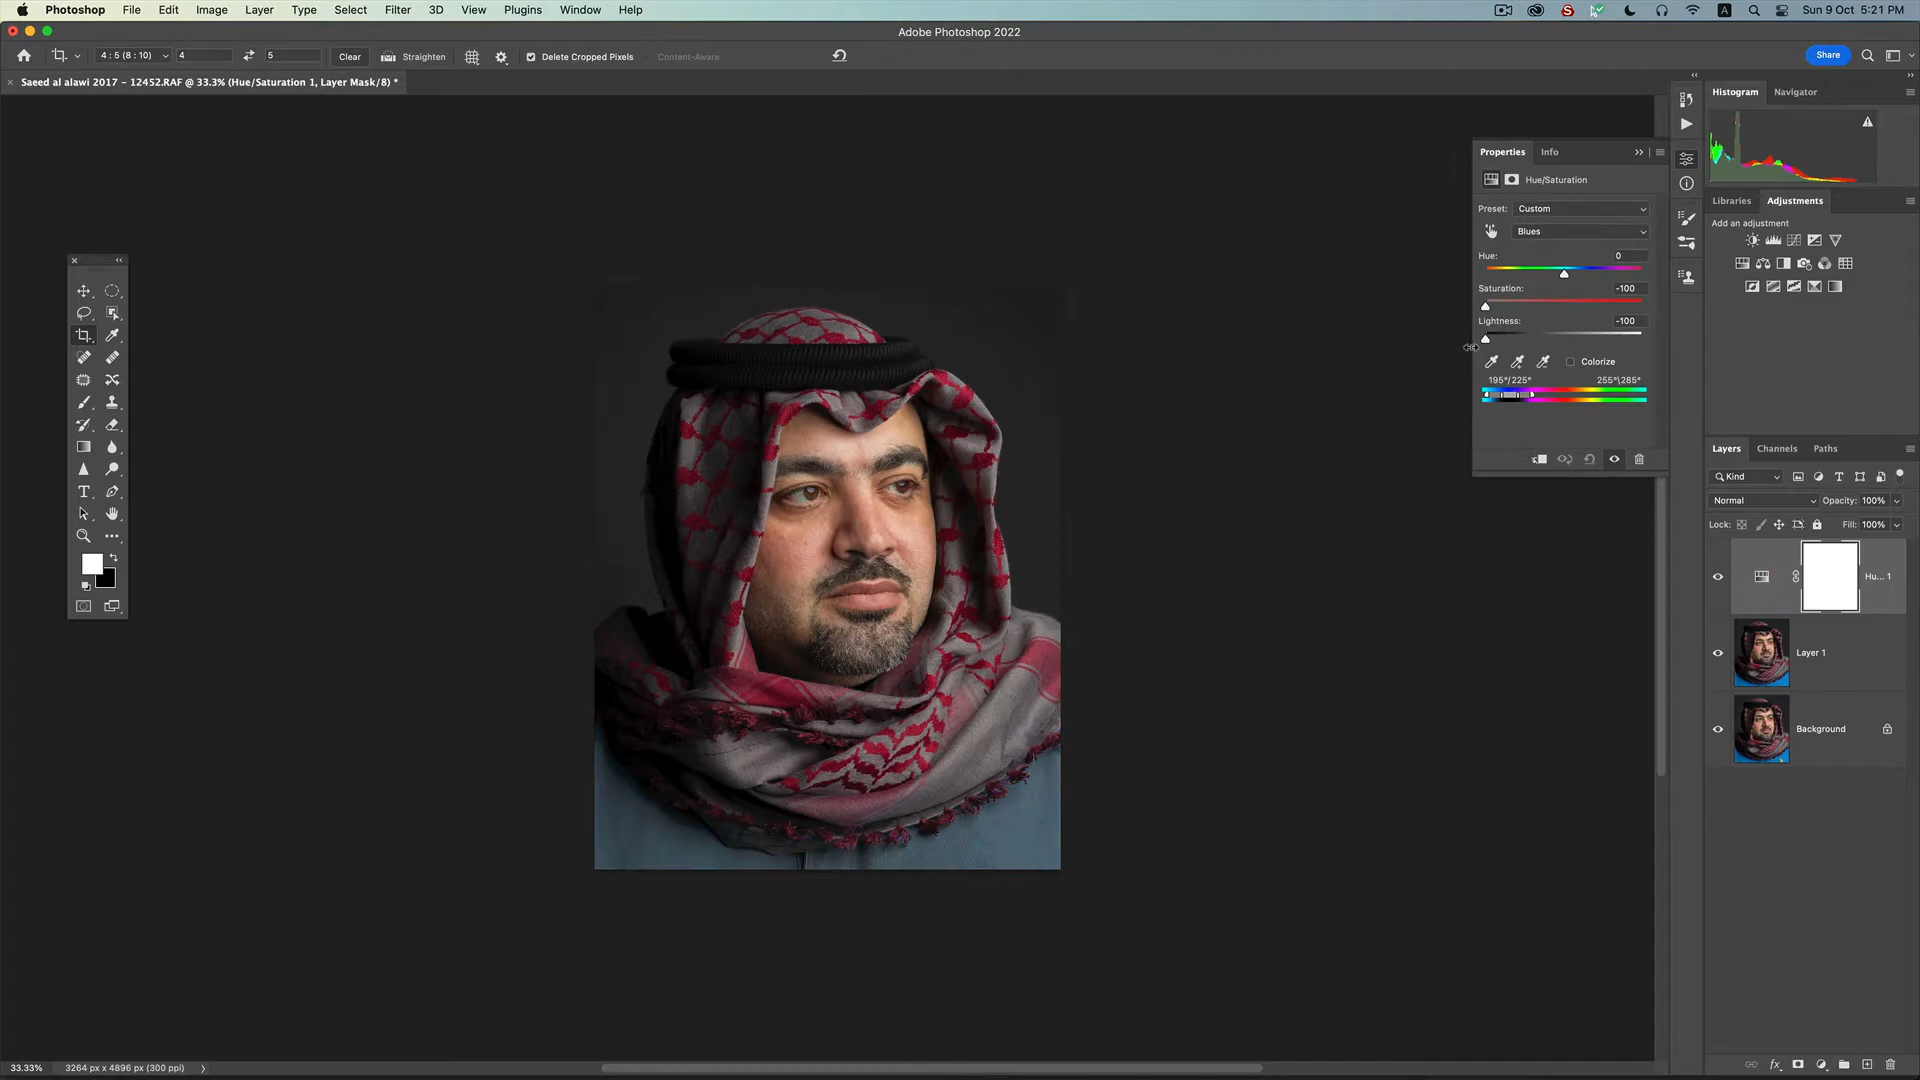 Photoshop File Edit Image Layer Type Select Filter 3D View Plugins Window Help A Sun 9 Oct 5:21 PM
Adobe Photoshop 2022
4 : 5 (8 : 10) 4 5 Clear Straighten Delete Cropped Pixels Content-Aware Share
Saeed al alawi 2017 - 12452.RAF @ 33.3% (Hue/Saturation 1, Layer Mask/8) *
Histogram Navigator
Properties Info
Hue/Saturation
Preset: Custom
Blues
Hue: 0
Saturation: -100
Lightness: -100
Colorize
195°/225° 255°\285°
Libraries Adjustments
Add an adjustment
Layers Channels Paths
Kind
Normal Opacity: 100%
Lock: Fill: 100%
Hu... 1
Layer 1
Background
33.33% 3264 px x 4896 px (300 ppi)